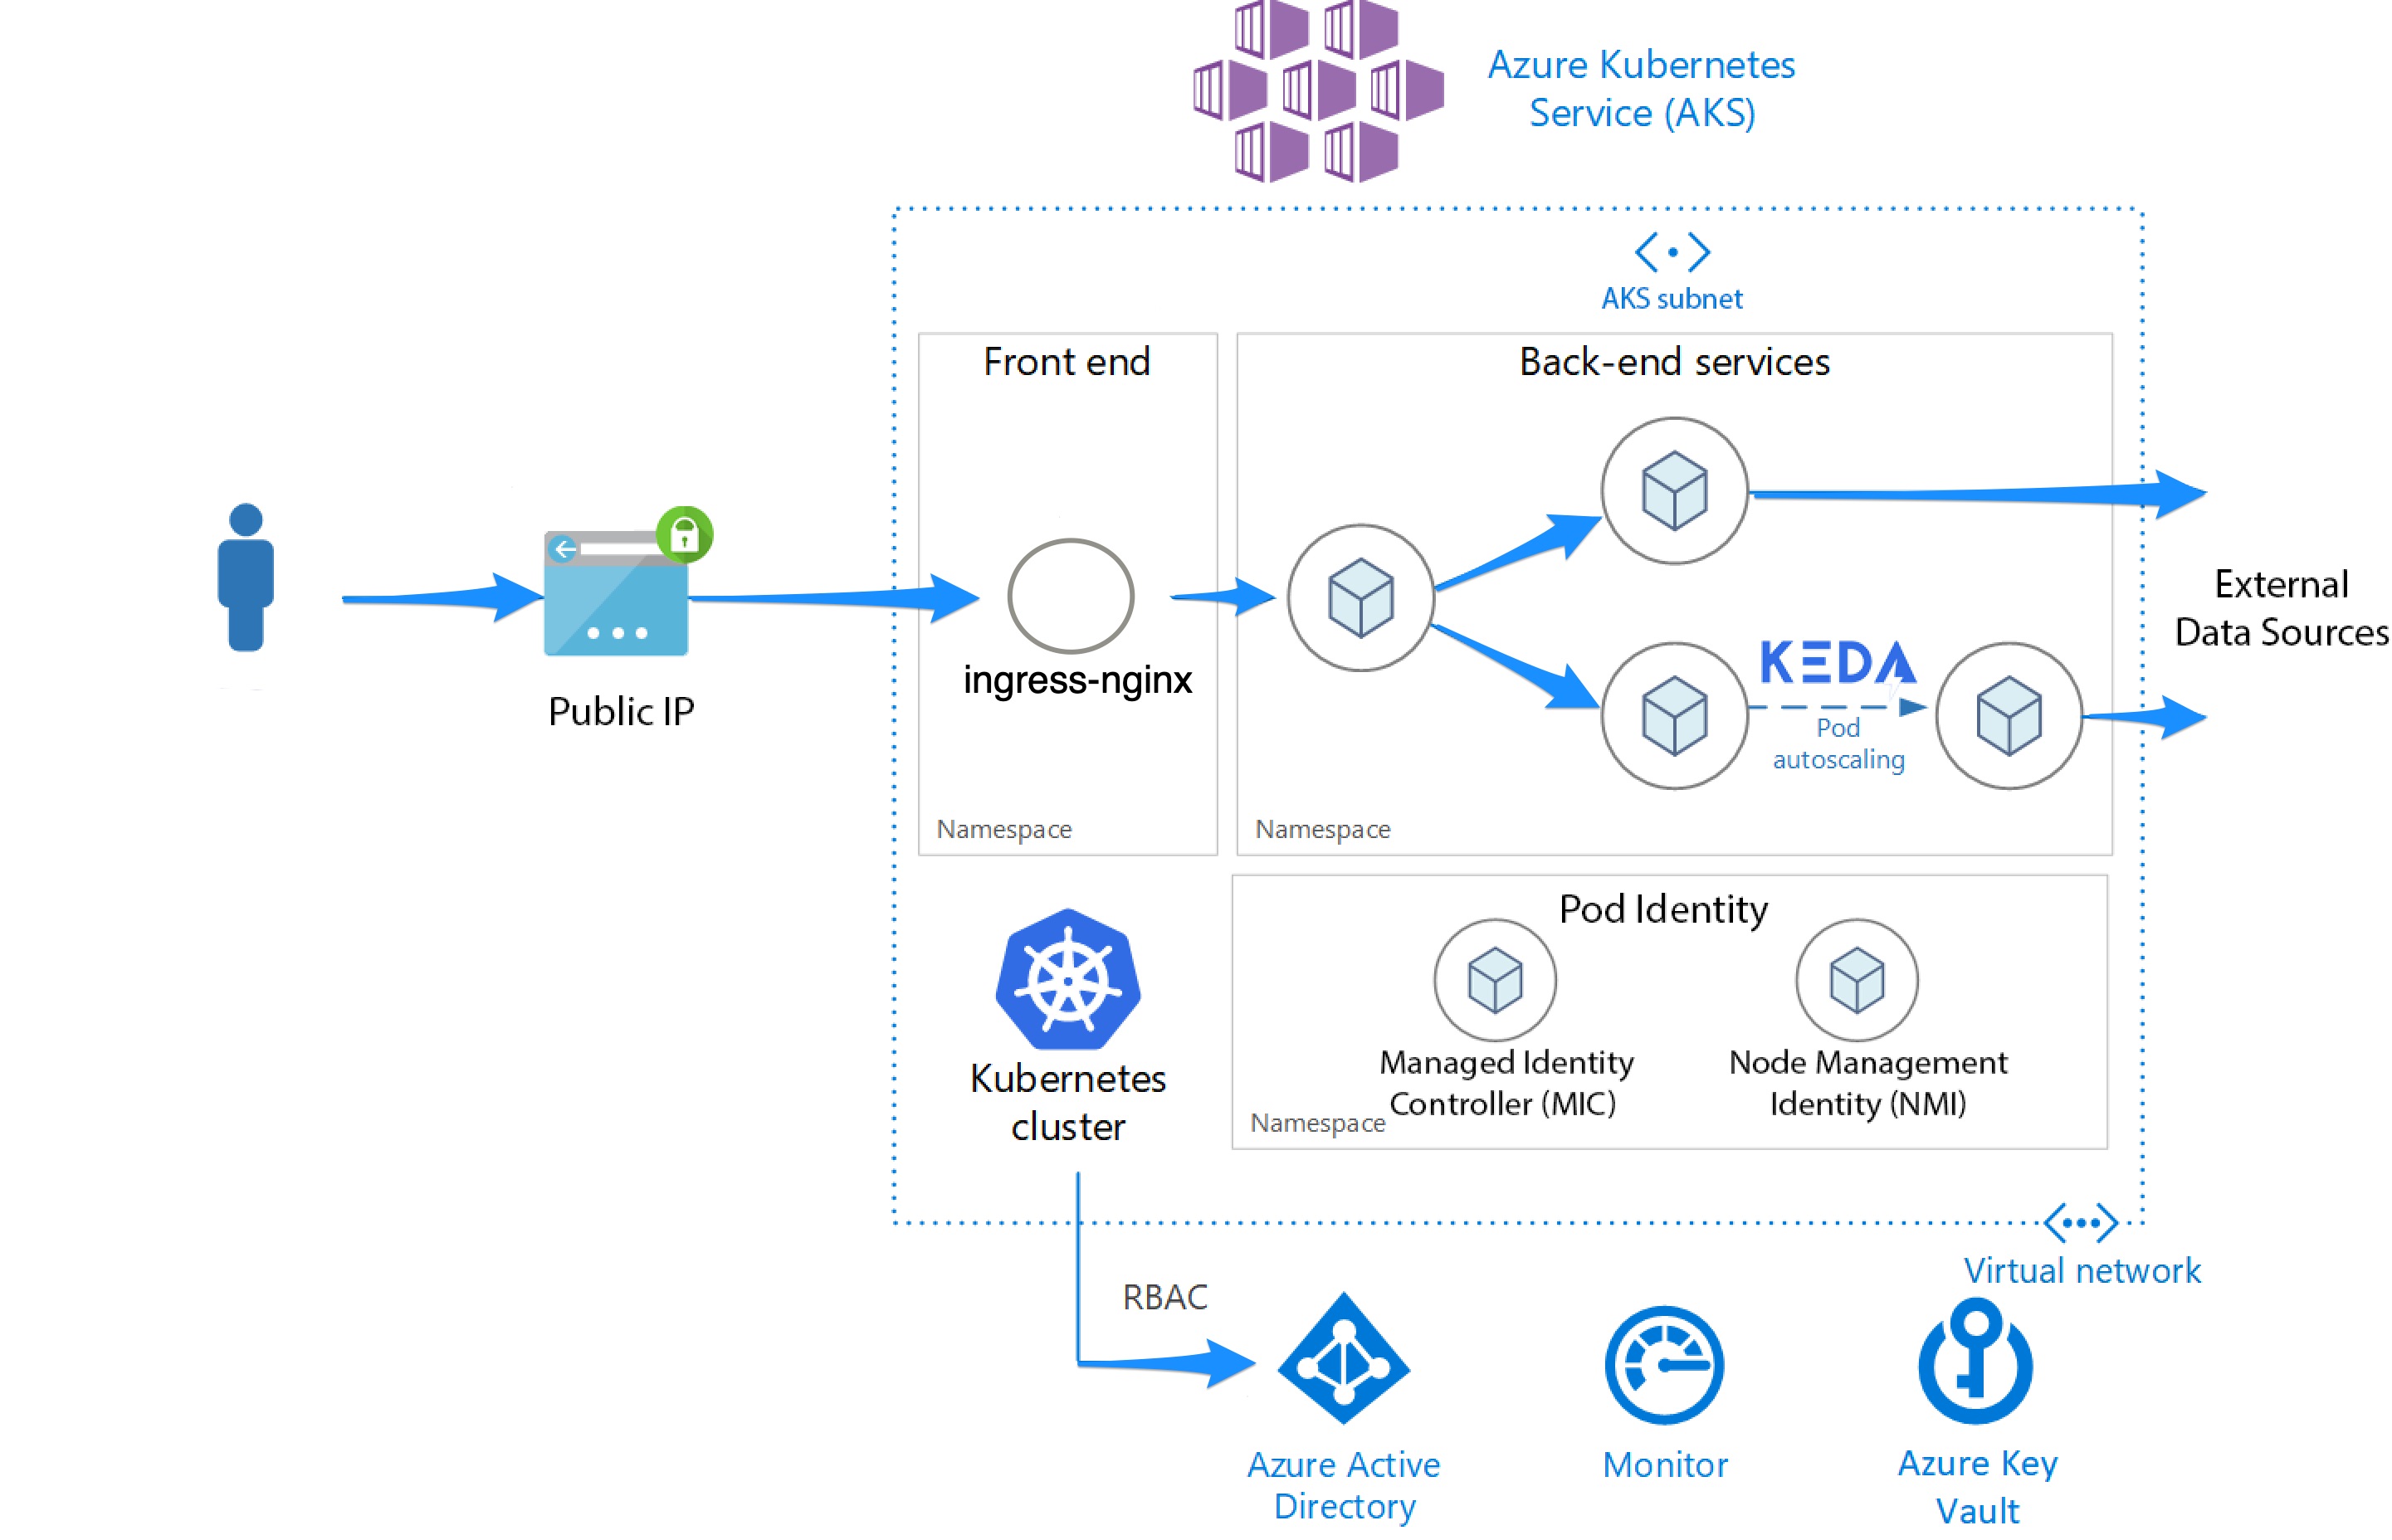 Azure Kubernetes
Service (AKS)
AKS subnet
Front end
Back-end services
Public IP
ingress-nginx
KEDA
Pod
autoscaling
External
Data Sources
Namespace
Namespace
Kubernetes
cluster
Pod Identity
Managed Identity
Controller (MIC)
Node Management
Identity (NMI)
Namespace
Virtual network
RBAC
Azure Active
Directory
Monitor
Azure Key
Vault